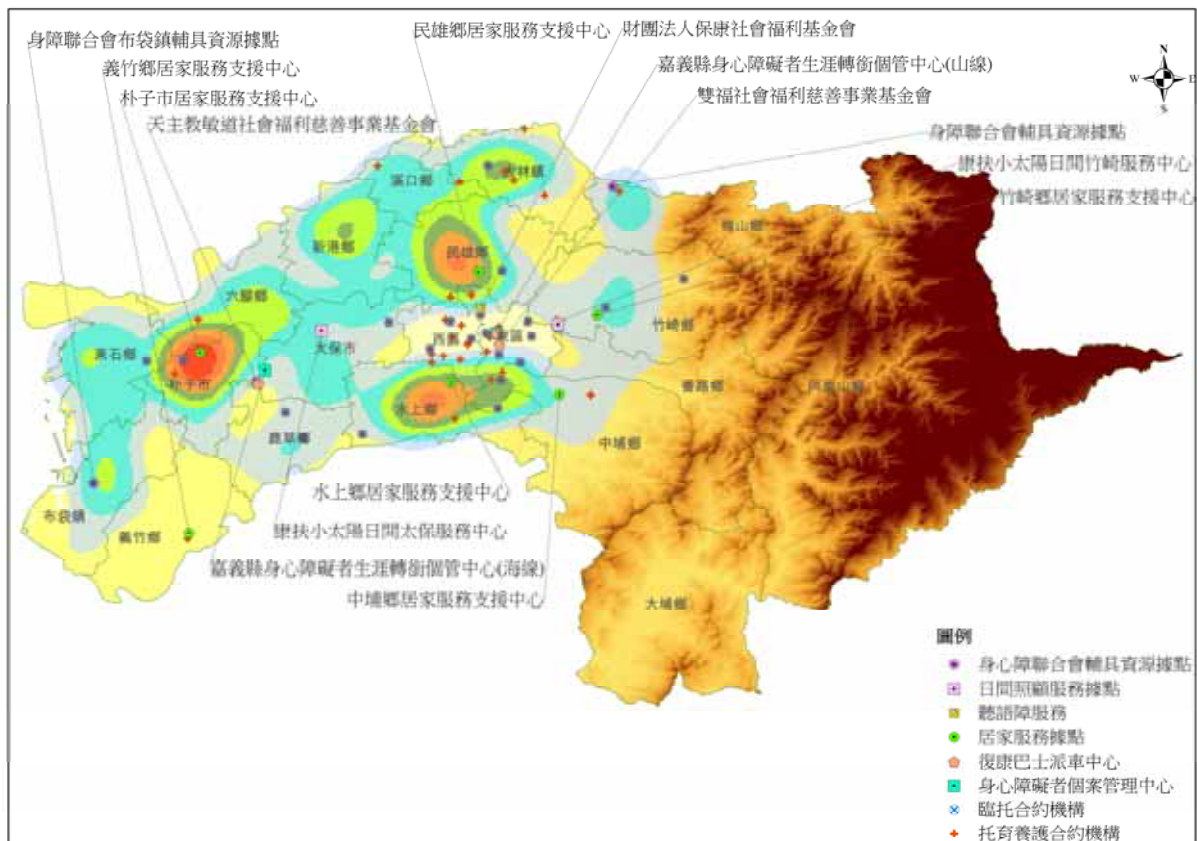 民雄鄉居家服務支援中心
財團法人保康社會福利基金會
身障聯合會布袋鎮輔具資源據點
義竹鄉居家服務支援中心
嘉義縣身心障礙者生涯轉銜個管中心(山線)
朴子市居家服務支援中心
雙福社會福利慈善事業基金會
天主教敏道社會福利慈善事業基金會
身障聯合會輔具資源據點
康扶小太陽日間竹崎服務中心
竹崎鄉居家服務支援中心
N
W
E
S
溪口鄉
大林鎮
梅山鄉
新港鄉
民雄鄉
六腳鄉
竹崎鄉
西區
東區
太保市
東石鄉
朴子市
番路鄉
阿里山鄉
水上鄉
鹿草鄉
中埔鄉
布袋鎮
義竹鄉
大埔鄉
水上鄉居家服務支援中心
康扶小太陽日間太保服務中心
嘉義縣身心障礙者生涯轉銜個管中心(海線)
中埔鄉居家服務支援中心
圖例
身心障聯合會輔具資源據點
日間照顧服務據點
聽語障服務
居家服務據點
復康巴士派車中心
身心障礙者個案管理中心
臨托合約機構
托育養護合約機構